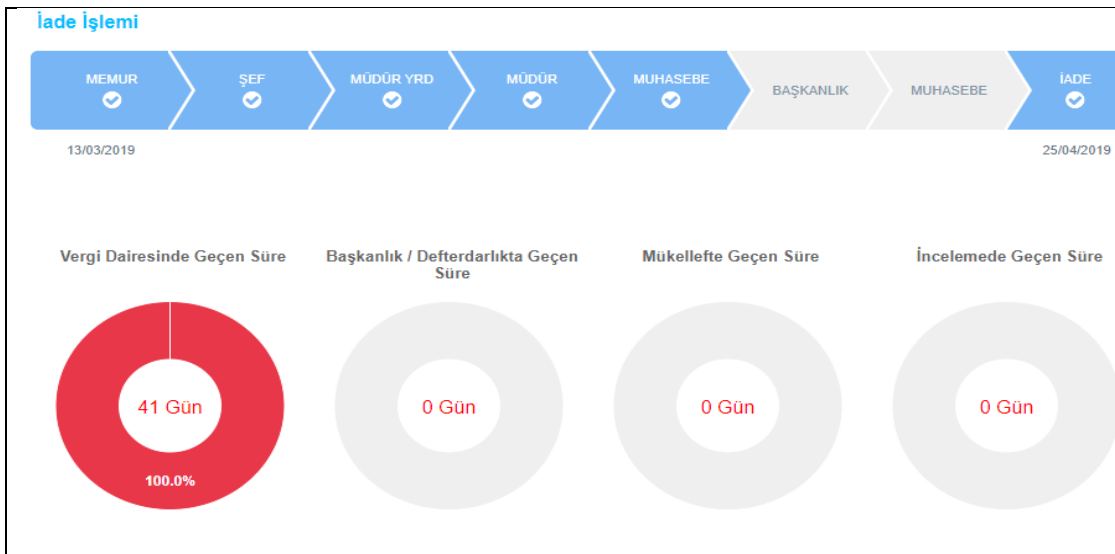 İade İşlemi
MEMUR
ŞEF
MÜDÜR YRD
MÜDÜR
MUHASEBE
BAŞKANLIK
MUHASEBE
İADE
13/03/2019
25/04/2019
Vergi Dairesinde Geçen Süre
Başkanlık / Defterdarlıkta Geçen
Süre
Mükellefte Geçen Süre
İncelemede Geçen Süre
41 Gün
0 Gün
0 Gün
0 Gün
100.0%